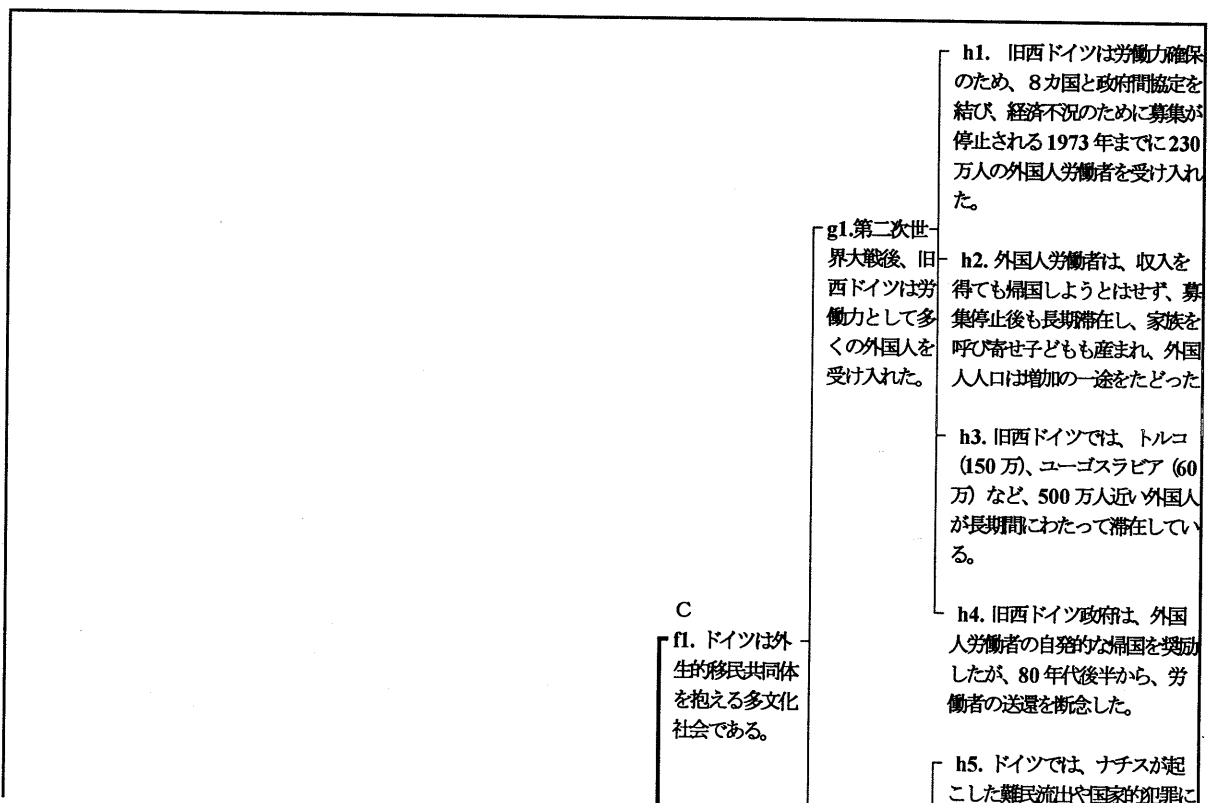 h1. 旧西ドイツは労働力確保
のため、8カ国と政府間協定を
結び、経済不況のために募集が
停止される1973年までに230
万人の外国人労働者を受け入れ
た。
g1.第二次世
界大戦後、旧
西ドイツは労
働力として多
くの外国人を
受け入れた。
h2. 外国人労働者は、収入を
得ても帰国しようとはせず、募
集停止後も長期滞在し、家族を
呼び寄せ子どもも産まれ、外国
人人口は増加の一途をたどった
h3. 旧西ドイツでは、トルコ
(150万)、ユーゴスラビア(60
万)など、500万人近い外国人
が長期間にわたって滞在してい
る。
C
f1. ドイツは外
生的移民共同体
を抱える多文化
社会である。
h4. 旧西ドイツ政府は、外国
人労働者の自発的な帰国を奨励
したが、80年代後半から、労
働者の送還を断念した。
h5. ドイツでは、ナチスが起
こした難民流出や国家的犯罪に